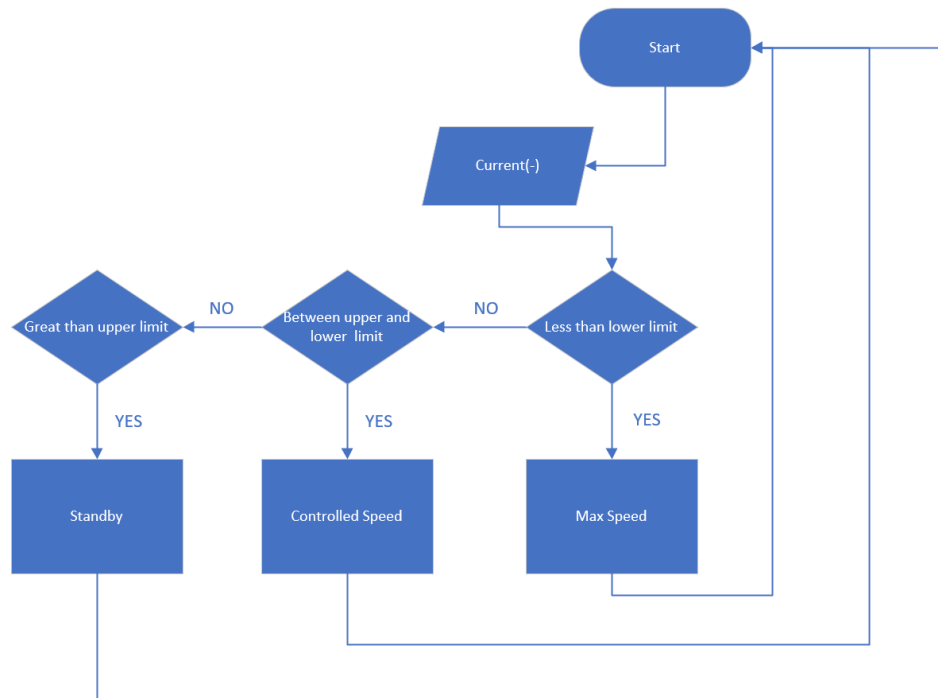 Start
Current(-)
Great than upper limit
NO
Between upper and
lower limit
NO
Less than lower limit
YES
YES
YES
Standby
Controlled Speed
Max Speed